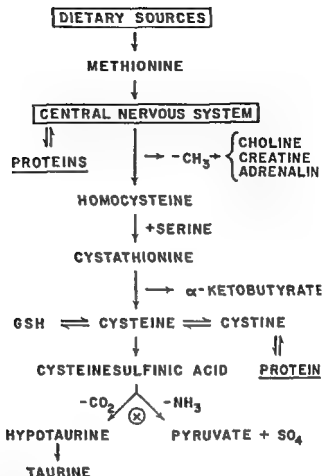 DIETARY SOURCES
METHIONINE
CENTRAL NERVOUS SYSTEM
PROTEINS
-CH3 CHOLINE
CREATINE
ADRENALIN
HOMOCYSTEINE
+SERINE
CYSTATHIONINE
α-KETOBUTYRATE
GSH CYSTEINE CYSTINE
CYSTEINESULFINIC ACID PROTEIN
-CO2 -NH3
HYPOTAURINE PYRUVATE + SO4
TAURINE